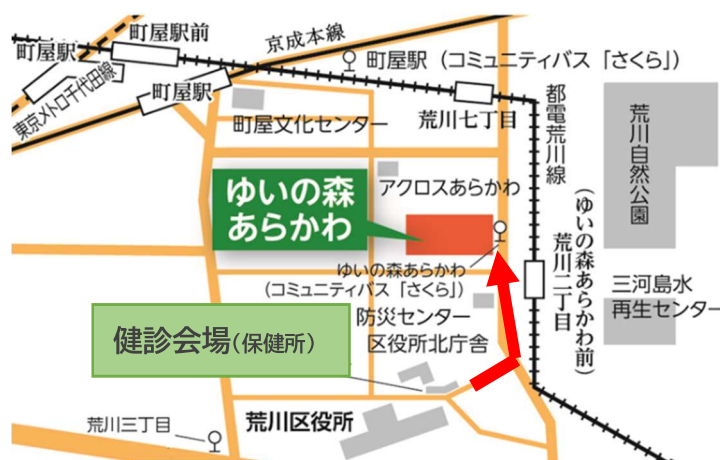 町屋駅前
京成本線
町屋駅
町屋駅（コミュニティバス「さくら」）
東京メトロ千代田線
町屋駅
荒川七丁目
都電荒川線
荒川自然公園
町屋文化センター
アクロスあらかわ
ゆいの森
あらかわ
ゆいの森あらかわ
（コミュニティバス「さくら」）
荒川二丁目
（ゆいの森あらかわ前）
三河島水
再生センター
防災センター
区役所北庁舎
健診会場（保健所）
荒川三丁目
荒川区役所